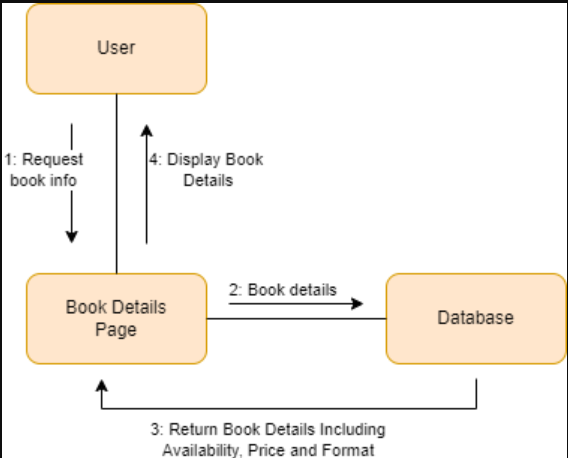 User
1: Request
book info
4: Display Book
Details
Book Details
Page
2: Book details
Database
3: Return Book Details Including
Availability, Price and Format